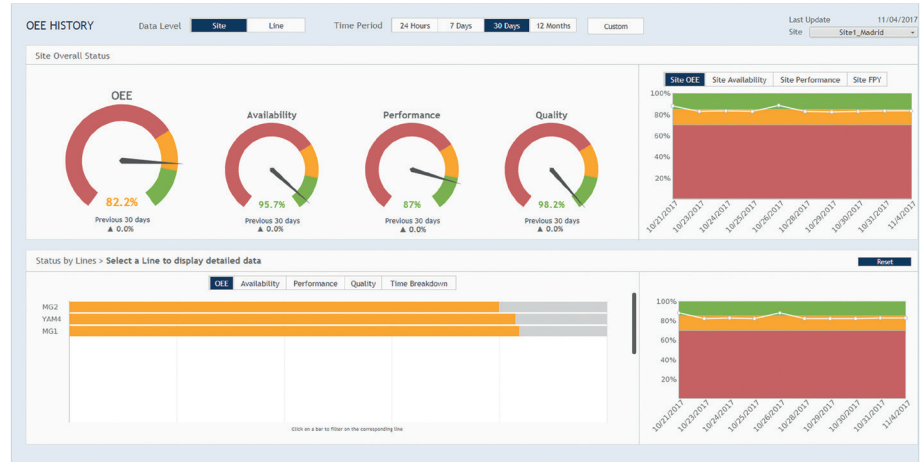 OEE HISTORY
Data Level
Site
Line
Time Period
24 Hours
7 Days
30 Days
12 Months
Custom
Last Update
11/04/2017
Site
Site1_Madrid
Site Overall Status
OEE
82.2%
Previous 30 days
▲ 0.0%
Availability
95.7%
Previous 30 days
▲ 0.0%
Performance
87%
Previous 30 days
▲ 0.0%
Quality
98.2%
Previous 30 days
▲ 0.0%
Site OEE
Site Availability
Site Performance
Site FPY
100%
80%
60%
40%
20%
10/21/2017
10/23/2017
10/24/2017
10/25/2017
10/26/2017
10/28/2017
10/29/2017
10/30/2017
10/31/2017
11/4/2017
Status by Lines > Select a Line to display detailed data
Reset
OEE
Availability
Performance
Quality
Time Breakdown
MG2
YAM4
MG1
Click on a bar to filter on the corresponding line
100%
80%
60%
40%
20%
10/21/2017
10/23/2017
10/24/2017
10/25/2017
10/26/2017
10/28/2017
10/29/2017
10/30/2017
10/31/2017
11/4/2017